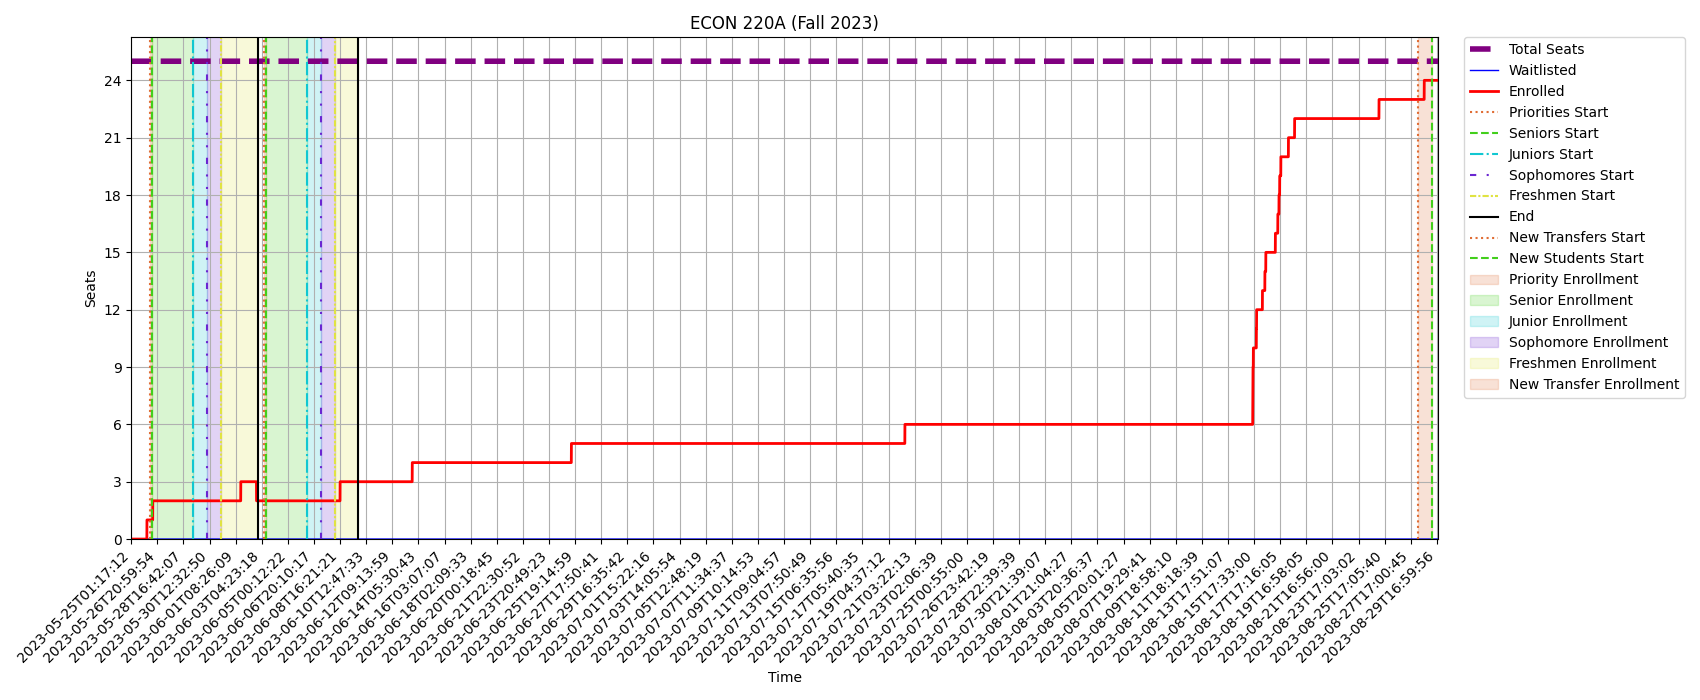 ECON 220A (Fall 2023)
Seats
24
21
18
15
12
9
6
3
0
2023-05-25T01:17:12
2023-05-26T20:59:54
2023-05-28T16:42:07
2023-05-30T12:32:50
2023-06-01T08:26:09
2023-06-03T04:23:18
2023-06-05T00:12:22
2023-06-06T20:10:17
2023-06-08T16:21:21
2023-06-10T12:47:33
2023-06-12T09:13:59
2023-06-14T05:30:43
2023-06-16T03:07:07
2023-06-18T02:09:33
2023-06-20T00:18:45
2023-06-21T22:30:52
2023-06-23T20:49:23
2023-06-25T19:14:59
2023-06-27T17:50:41
2023-06-29T16:35:42
2023-07-01T15:22:16
2023-07-03T14:05:54
2023-07-05T12:48:19
2023-07-07T11:34:37
2023-07-09T10:14:53
2023-07-11T09:04:57
2023-07-13T07:50:49
2023-07-15T06:35:56
2023-07-17T05:40:35
2023-07-19T04:37:12
2023-07-21T03:22:13
2023-07-23T02:06:39
2023-07-25T00:55:00
2023-07-26T23:42:19
2023-07-28T22:39:39
2023-07-30T21:39:07
2023-08-01T21:04:27
2023-08-03T20:36:37
2023-08-05T20:01:27
2023-08-07T19:29:41
2023-08-09T18:58:10
2023-08-11T18:18:39
2023-08-13T17:51:07
2023-08-15T17:33:00
2023-08-17T17:16:05
2023-08-19T16:58:05
2023-08-21T16:56:00
2023-08-23T17:03:02
2023-08-25T17:05:40
2023-08-27T17:00:45
2023-08-29T16:59:56
Time
Total Seats
Waitlisted
Enrolled
Priorities Start
Seniors Start
Juniors Start
Sophomores Start
Freshmen Start
End
New Transfers Start
New Students Start
Priority Enrollment
Senior Enrollment
Junior Enrollment
Sophomore Enrollment
Freshmen Enrollment
New Transfer Enrollment